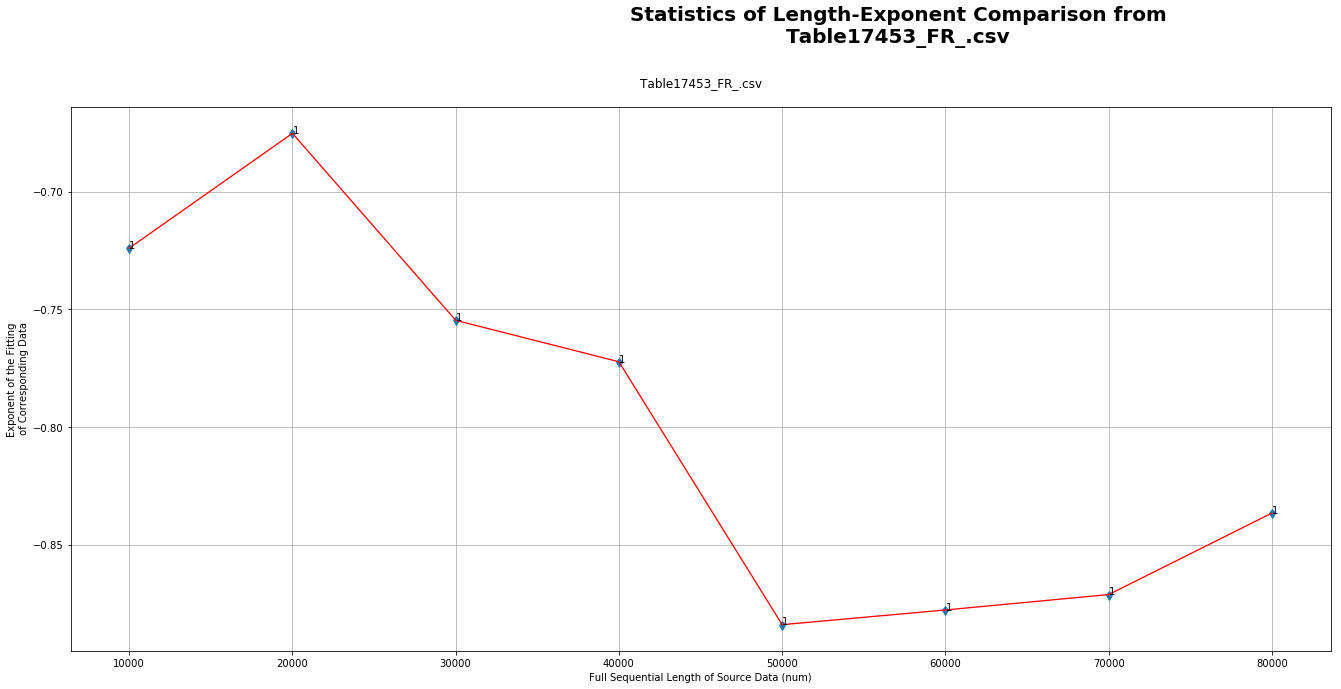 Statistics of Length-Exponent Comparison from
Table17453_FR_.csv
Table17453_FR_.csv
1
1
−0.70
1
−0.75
1
1
−0.80
Exponent of the Fitting
of Corresponding Data
1
−0.85
1
1
1
10000 20000 30000 40000 50000 60000 70000 80000
Full Sequential Length of Source Data (num)